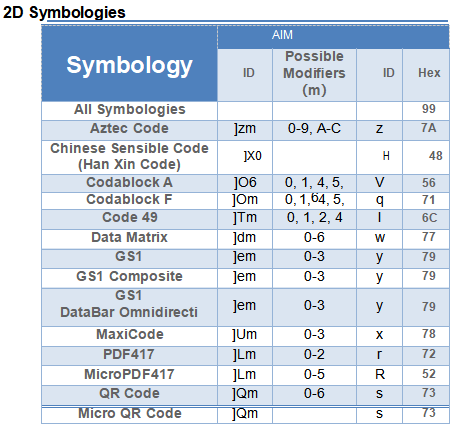 2D Symbologies
AIM
Symbology ID Possible Modifiers (m) ID Hex
All Symbologies 99
Aztec Code ]zm 0-9, A-C z 7A
Chinese Sensible Code
(Han Xin Code) ]X0 H 48
Codablock A ]O6 0, 1, 4, 5, V 56
Codablock F ]Om 0, 1,64, 5, q 71
Code 49 ]Tm 0, 1, 2, 4 l 6C
Data Matrix ]dm 0-6 w 77
GS1 ]em 0-3 y 79
GS1 Composite ]em 0-3 y 79
GS1
DataBar Omnidirecti ]em 0-3 y 79
MaxiCode ]Um 0-3 x 78
PDF417 ]Lm 0-2 r 72
MicroPDF417 ]Lm 0-5 R 52
QR Code ]Qm 0-6 s 73
Micro QR Code ]Qm s 73